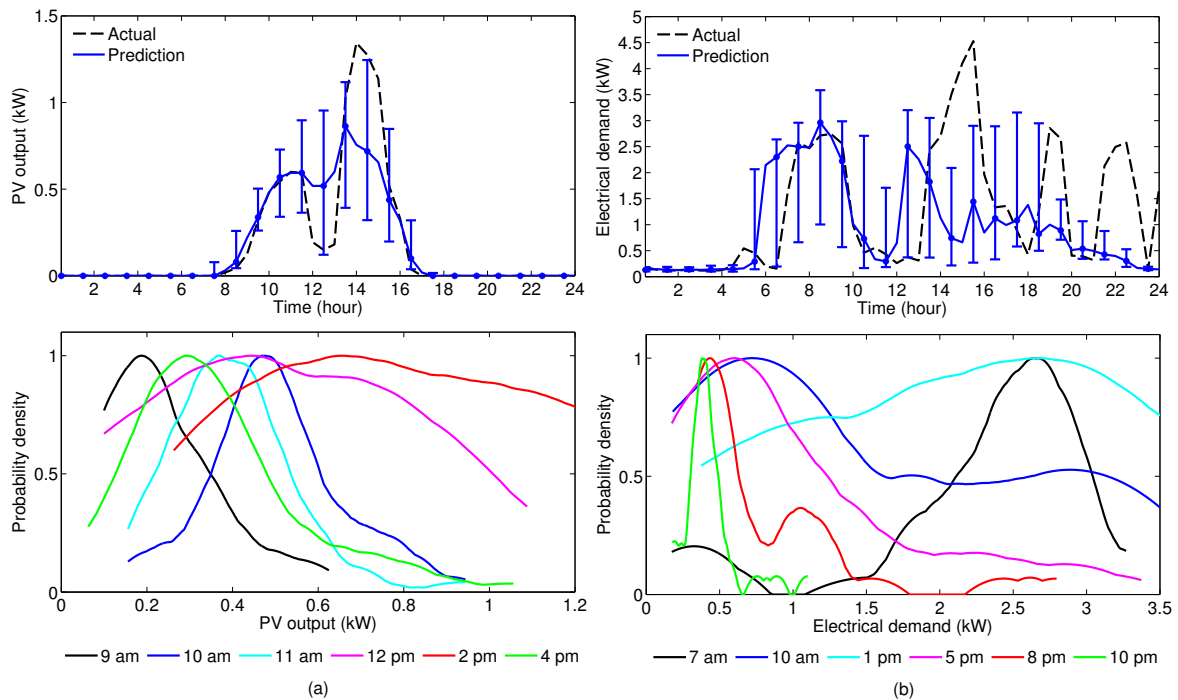 Actual
Prediction
PV output (kW)
1.5
1
0.5
0
2 4 6 8 10 12 14 16 18 20 22 24
Time (hour)
Actual
Prediction
Electrical demand (kW)
5
4.5
4
3.5
3
2.5
2
1.5
1
0.5
0
2 4 6 8 10 12 14 16 18 20 22 24
Time (hour)
Probability density
1
0.5
0
0 0.2 0.4 0.6 0.8 1 1.2
PV output (kW)
9 am 10 am 11 am 12 pm 2 pm 4 pm
(a)
Probability density
1
0.5
0
0 0.5 1 1.5 2 2.5 3 3.5
Electrical demand (kW)
7 am 10 am 1 pm 5 pm 8 pm 10 pm
(b)